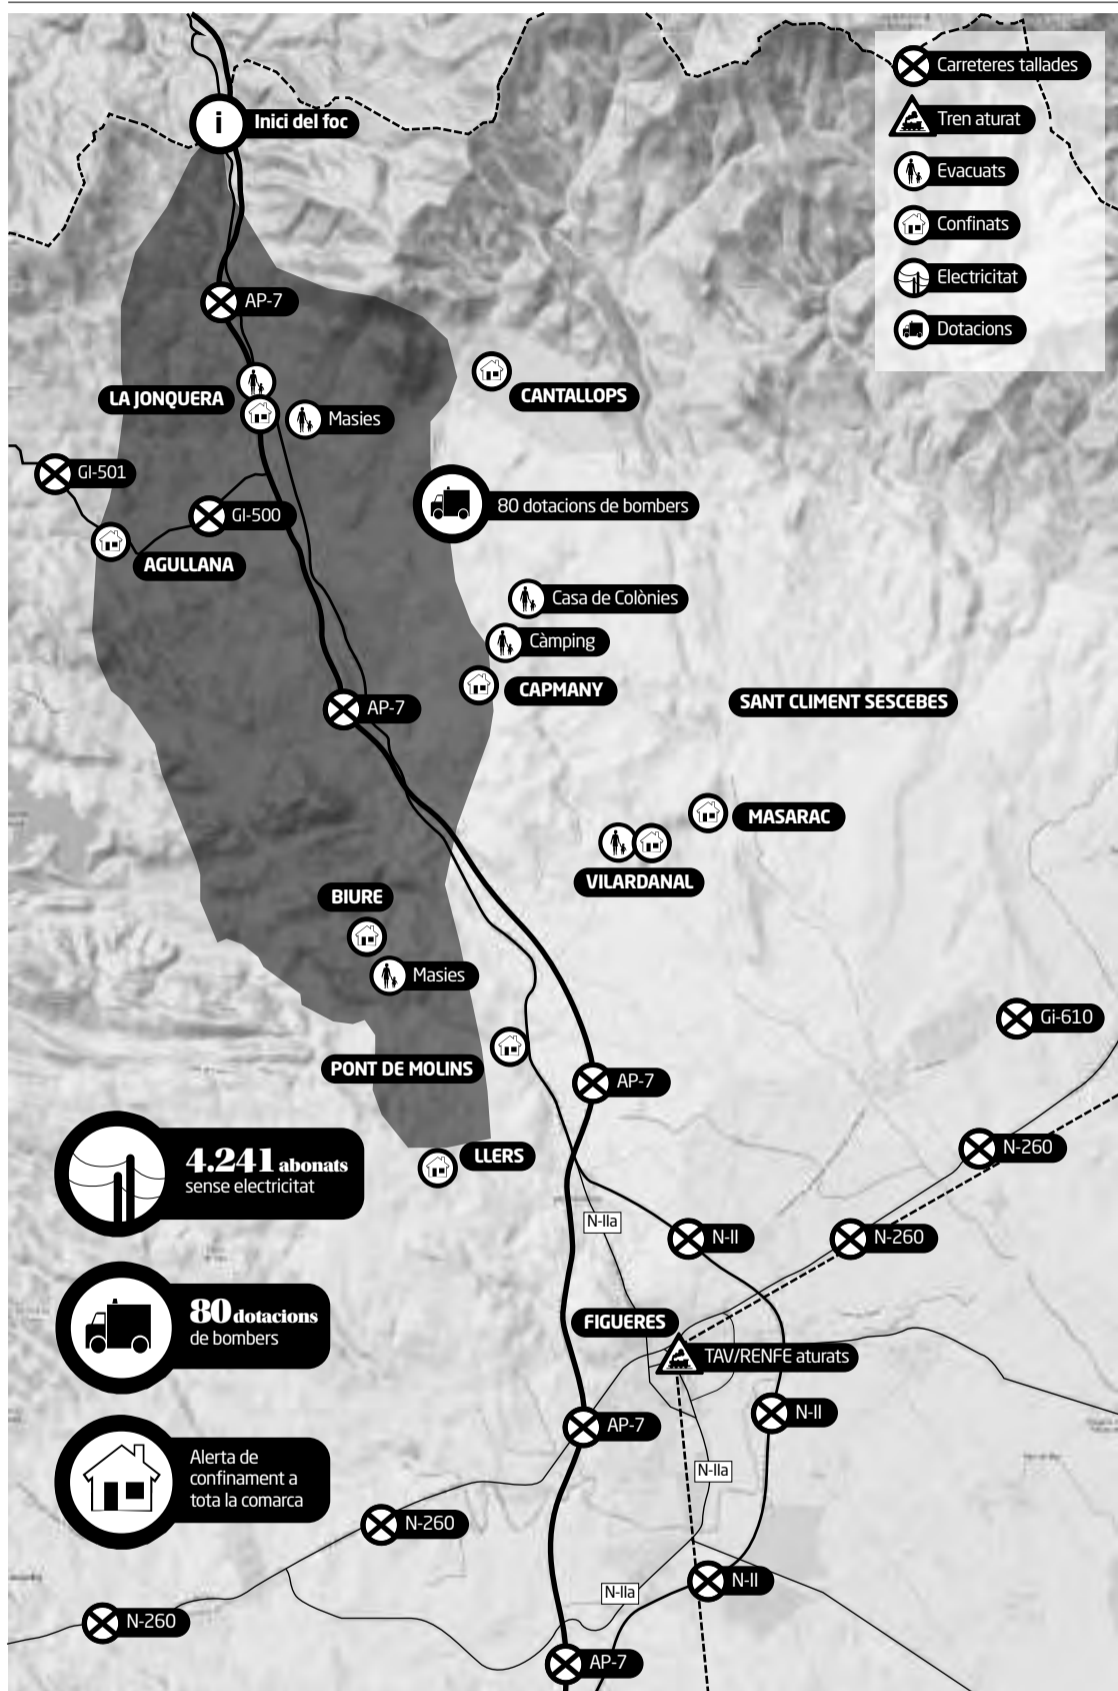 Carreteres tallades
Tren aturat
Evacuats
Confinats
Electricitat
Dotacions
i
Inici del foc
AP-7
LA JONQUERA
Masies
CANTALLOPS
GI-501
GI-500
80 dotacions de bombers
AGULLANA
Casa de Colònies
Càmping
CAPMANY
SANT CLIMENT SESCEBES
AP-7
MASARAC
VILARDANAL
BIURE
Masies
Gi-610
PONT DE MOLINS
AP-7
LLERS
N-260
4.241 abonats
sense electricitat
N-IIa
N-II
N-260
80 dotacions
de bombers
FIGUERES
TAV/RENFE aturats
AP-7
N-II
Alerta de
confinament a
tota la comarca
N-IIa
N-260
N-II
N-IIa
N-260
AP-7